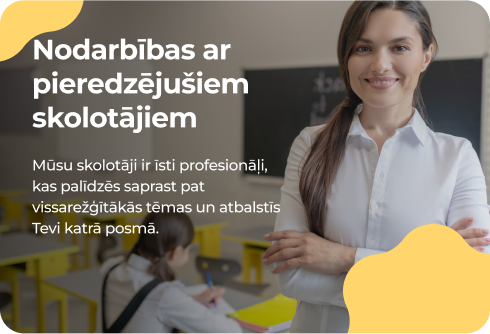 Nodarbības ar
pieredzējušiem
skolotājiem
Mūsu skolotāji ir īsti profesionāļi,
kas palīdzēs saprast pat
vissarežģītākās tēmas un atbalstīs
Tevi katrā posmā.